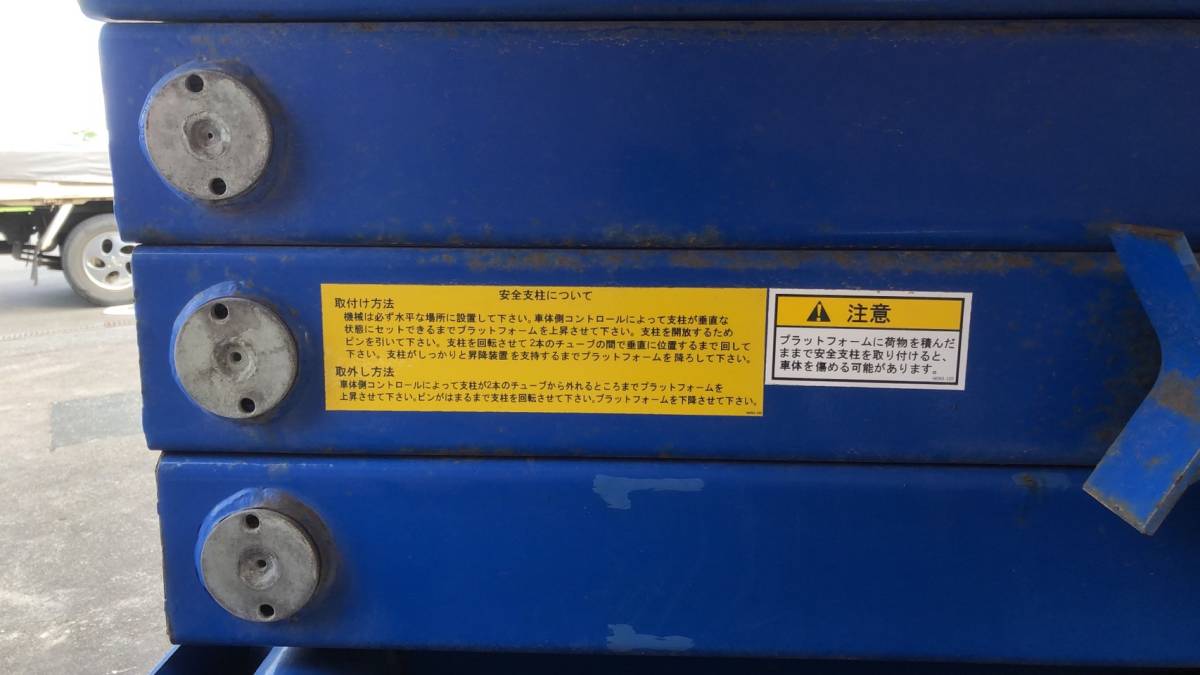 安全支柱について
取付け方法
機械は必ず水平な場所に設置して下さい。車体側コントロールによって支柱が垂直な
状態にセットできるまでプラットフォームを上昇させて下さい。支柱を開放するため
ピンを引いて下さい。支柱を回転させて2本のチューブの間で垂直に位置するまで回して
下さい。支柱がしっかりと昇降装置を支持するまでプラットフォームを降ろして下さい。
取外し方法
車体側コントロールによって支柱が2本のチューブから外れるところまでプラットフォームを
上昇させて下さい。ピンがはまるまで支柱を回転させて下さい。プラットフォームを下降させて下さい。
注意
プラットフォームに荷物を積んだ
ままで安全支柱を取り付けると、
車体を傷める可能があります。